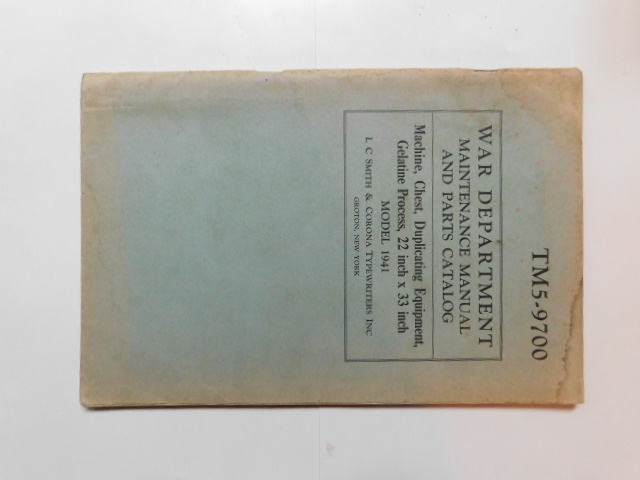 TM5-9700
WAR DEPARTMENT
MAINTENANCE MANUAL
AND PARTS CATALOG
Machine, Chest, Duplicating Equipment,
Gelatine Process, 22 inch x 33 inch
MODEL 1941
L C SMITH & CORONA TYPEWRITERS INC
GROTON, NEW YORK